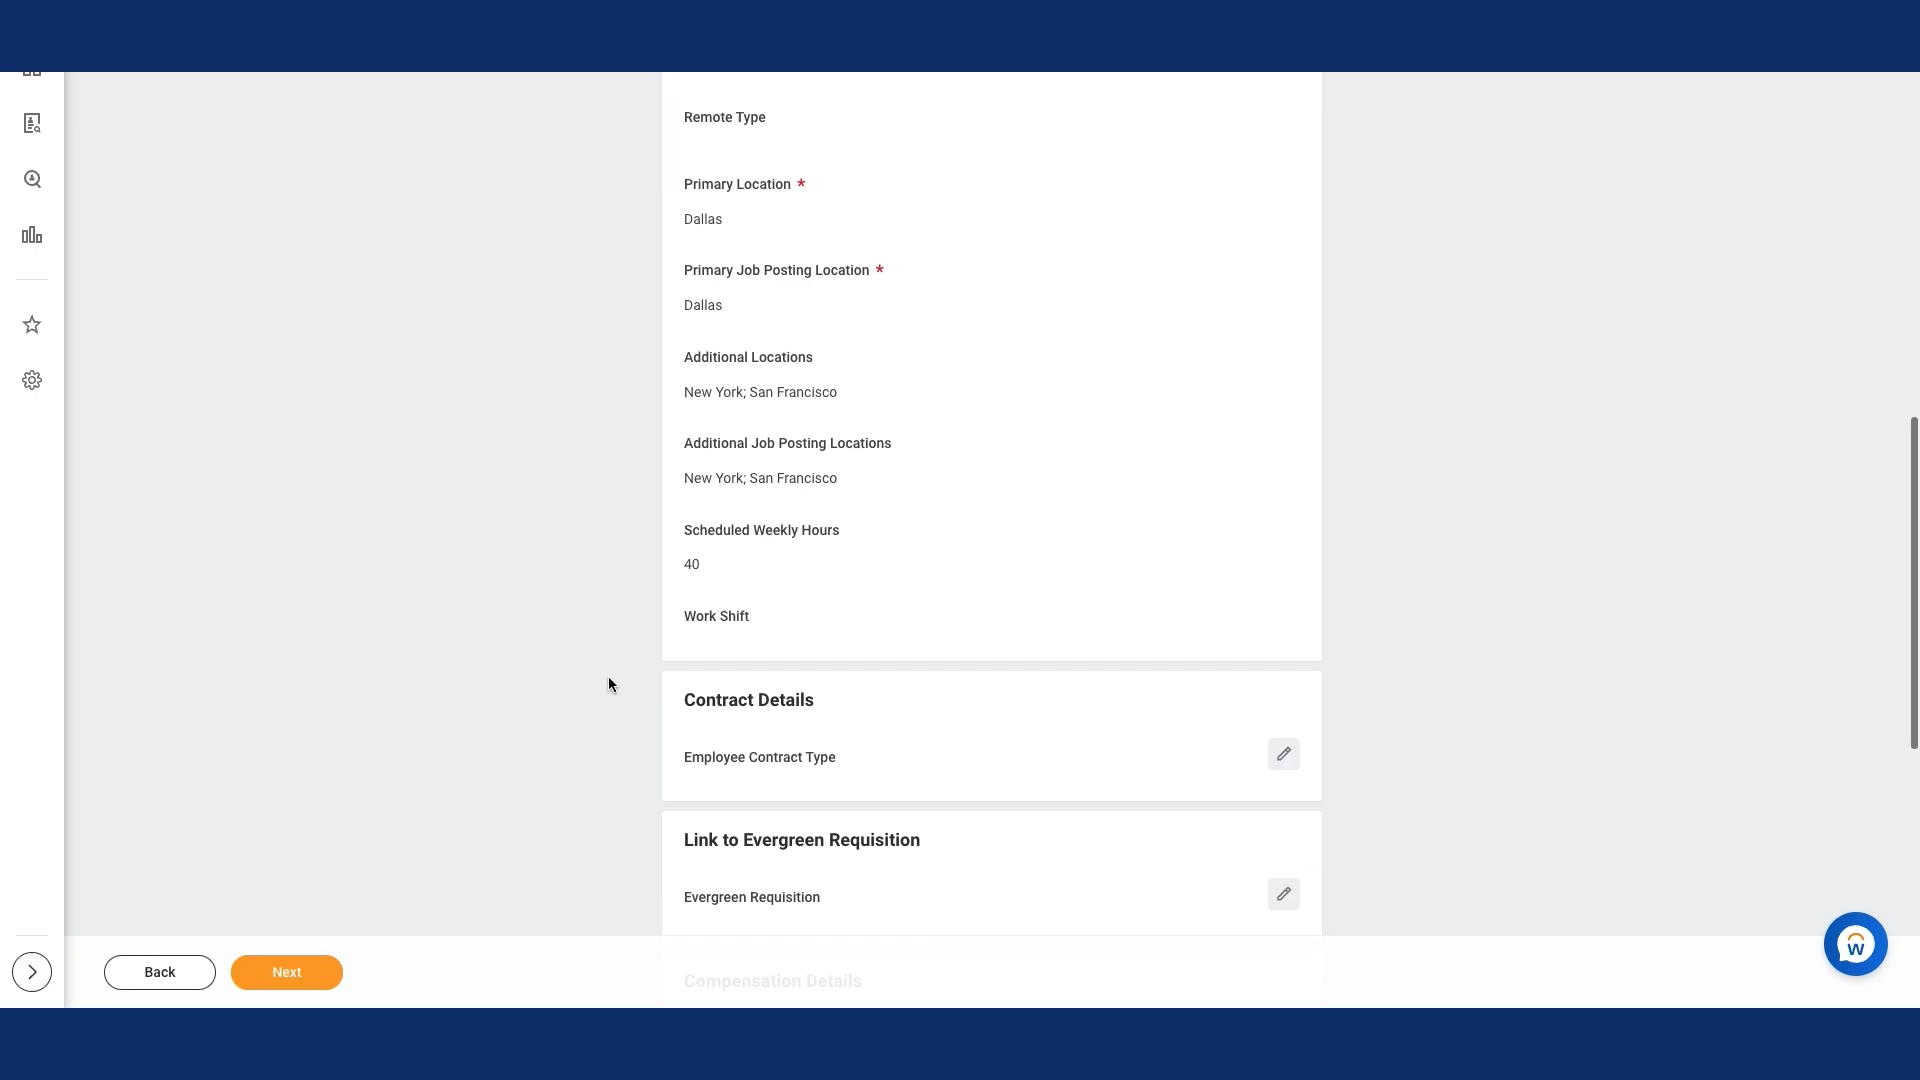 Remote Type
Primary Location *
Dallas
Primary Job Posting Location *
Dallas
Additional Locations
New York; San Francisco
Additional Job Posting Locations
New York; San Francisco
Scheduled Weekly Hours
40
Work Shift
Contract Details
Employee Contract Type
Link to Evergreen Requisition
Evergreen Requisition
W
Back
Next
Compensation Details